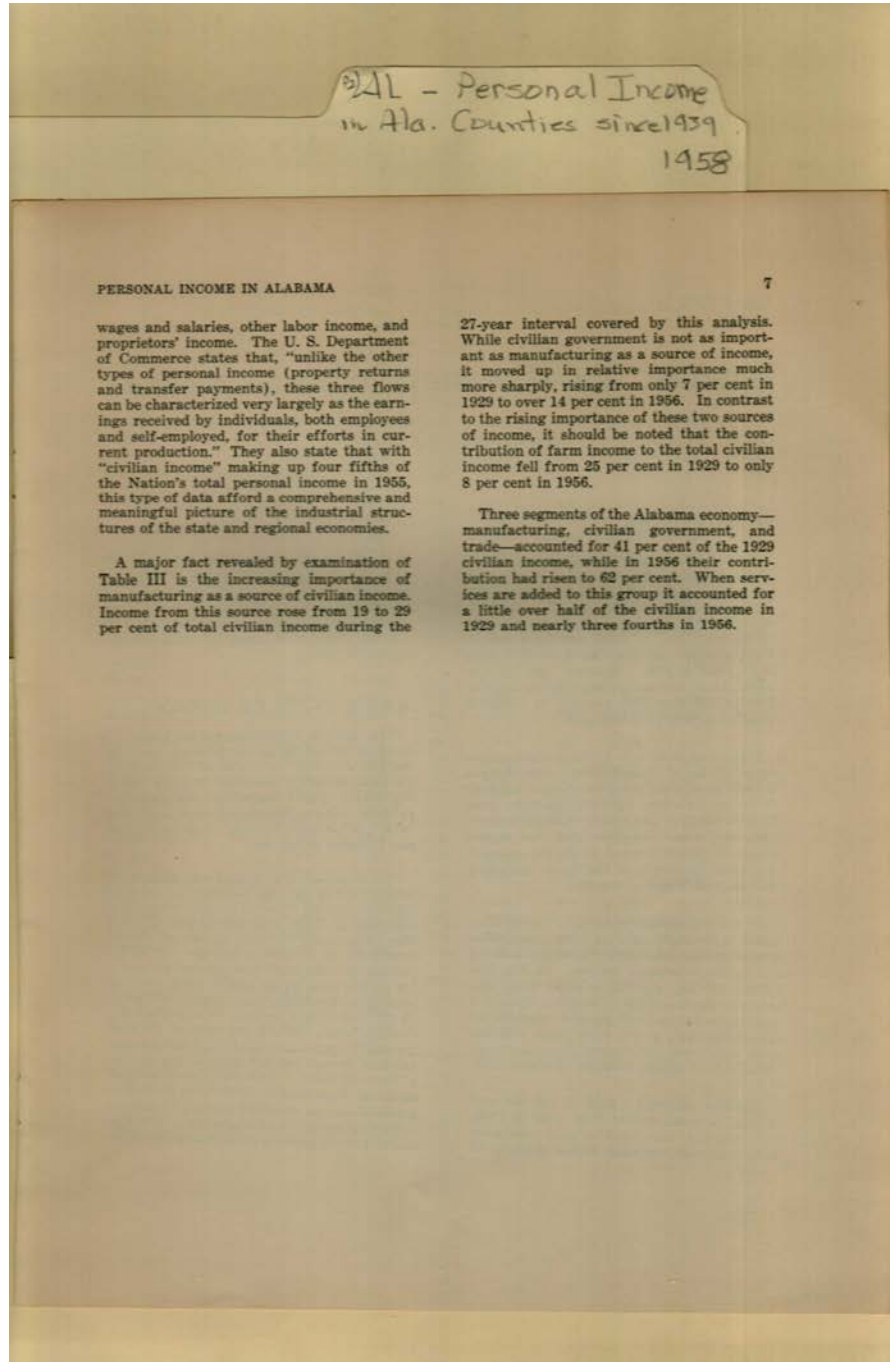 AL - Personal Income
in Ala. Counties since 1939
1958
PERSONAL INCOME IN ALABAMA
7
wages and salaries, other labor income, and
proprietors' income. The U. S. Department
of Commerce states that, "unlike the other
types of personal income (property returns
and transfer payments), these three flows
can be characterized very largely as the earn-
ings received by individuals, both employees
and self-employed, for their efforts in cur-
rent production." They also state that with
"civilian income" making up four fifths of
the Nation's total personal income in 1955,
this type of data afford a comprehensive and
meaningful picture of the industrial struc-
tures of the state and regional economies.
A major fact revealed by examination of
Table III is the increasing importance of
manufacturing as a source of civilian income.
Income from this source rose from 19 to 29
per cent of total civilian income during the
27-year interval covered by this analysis.
While civilian government is not as import-
ant as manufacturing as a source of income,
it moved up in relative importance much
more sharply, rising from only 7 per cent in
1929 to over 14 per cent in 1956. In contrast
to the rising importance of these two sources
of income, it should be noted that the con-
tribution of farm income to the total civilian
income fell from 25 per cent in 1929 to only
8 per cent in 1956.
Three segments of the Alabama economy—
manufacturing, civilian government, and
trade—accounted for 41 per cent of the 1929
civilian income, while in 1956 their contri-
bution had risen to 62 per cent. When serv-
ices are added to this group it accounted for
a little over half of the civilian income in
1929 and nearly three fourths in 1956.